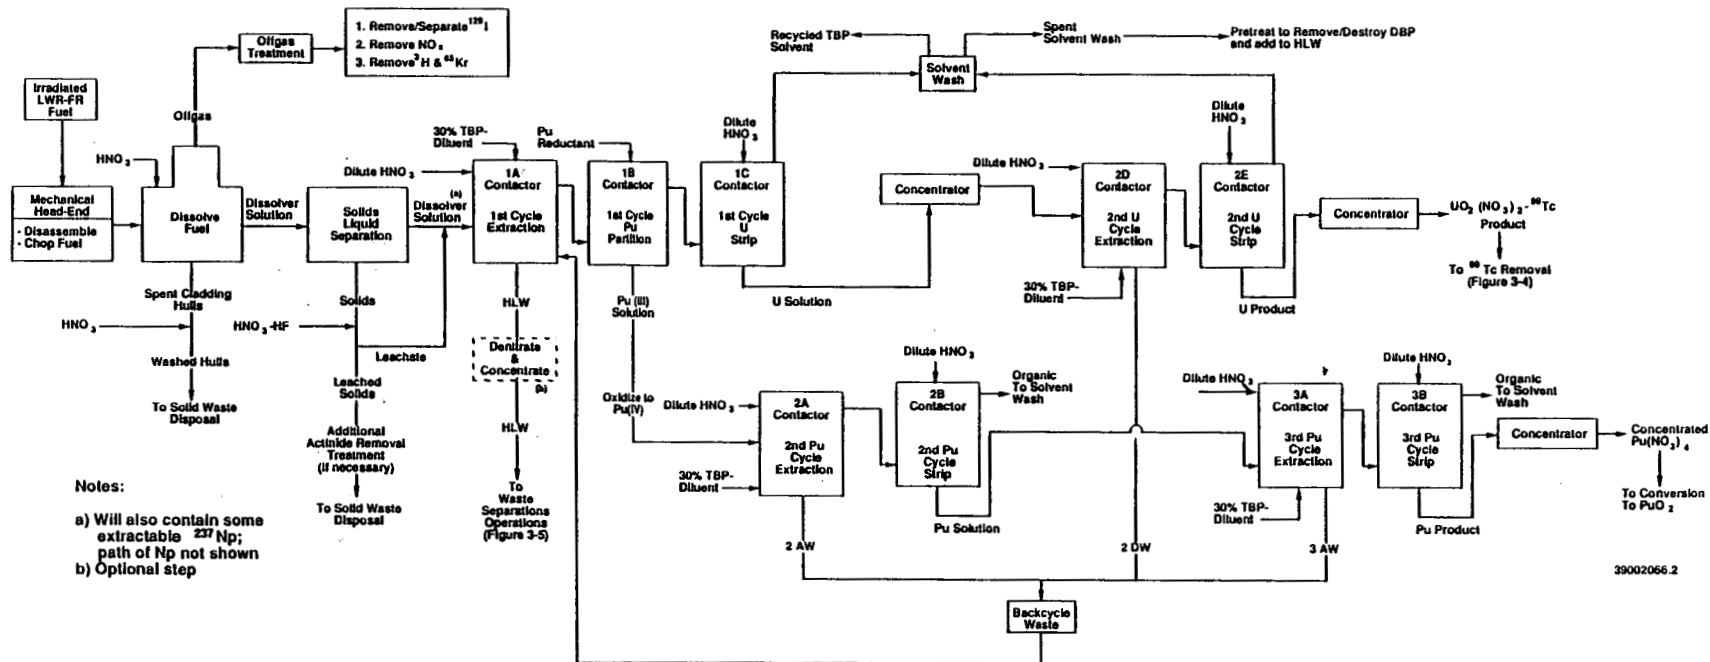 1. Remove/Separate ¹²⁹I
2. Remove NOₓ
3. Remove ³H & ⁸⁵Kr
Offgas
Treatment
Irradiated
LWR-FR
Fuel
Offgas
HNO₃
Mechanical
Head-End
- Disassemble
- Chop Fuel
Dissolve
Fuel
Dissolver
Solution
Solids
Liquid
Separation
(a)
Dissolver
Solution
Spent Cladding
Hulls
HNO₃
Washed Hulls
To Solid Waste
Disposal
Solids
HNO₃-HF
Leachate
Leached
Solids
Additional
Actinide Removal
Treatment
(if necessary)
To Solid Waste
Disposal
30% TBP-
Diluent
Dilute HNO₃
1A
Contactor
1st Cycle
Extraction
HLW
Denitrate
&
Concentrate
(b)
HLW
To
Waste
Separations
Operations
(Figure 3-5)
Pu
Reductant
1B
Contactor
1st Cycle
Pu
Partition
Pu (III)
Solution
Oxidize to
Pu(IV)
Dilute
HNO₃
1C
Contactor
1st Cycle
U
Strip
U Solution
Recycled TBP
Solvent
Solvent
Wash
Spent
Solvent Wash
Pretreat to Remove/Destroy DBP
and add to HLW
Concentrator
Dilute HNO₃
2D
Contactor
2nd U
Cycle
Extraction
30% TBP-
Diluent
Dilute
HNO₃
2E
Contactor
2nd U
Cycle
Strip
U Product
Concentrator
UO₂ (NO₃)₂-⁹⁹Tc
Product
To ⁹⁹Tc Removal
(Figure 3-4)
Dilute HNO₃
2A
Contactor
2nd Pu
Cycle
Extraction
30% TBP-
Diluent
Dilute HNO₃
2B
Contactor
2nd Pu
Cycle
Strip
Organic
To Solvent
Wash
Pu Solution
Dilute HNO₃
3A
Contactor
3rd Pu
Cycle
Extraction
30% TBP-
Diluent
Dilute HNO₃
3B
Contactor
3rd Pu
Cycle
Strip
Organic
To Solvent
Wash
Pu Product
Concentrator
Concentrated
Pu(NO₃)₄
To Conversion
To PuO₂
2 AW
2 DW
3 AW
Backcycle
Waste
Notes:
a) Will also contain some
extractable ²³⁷Np;
path of Np not shown
b) Optional step
39002066.2